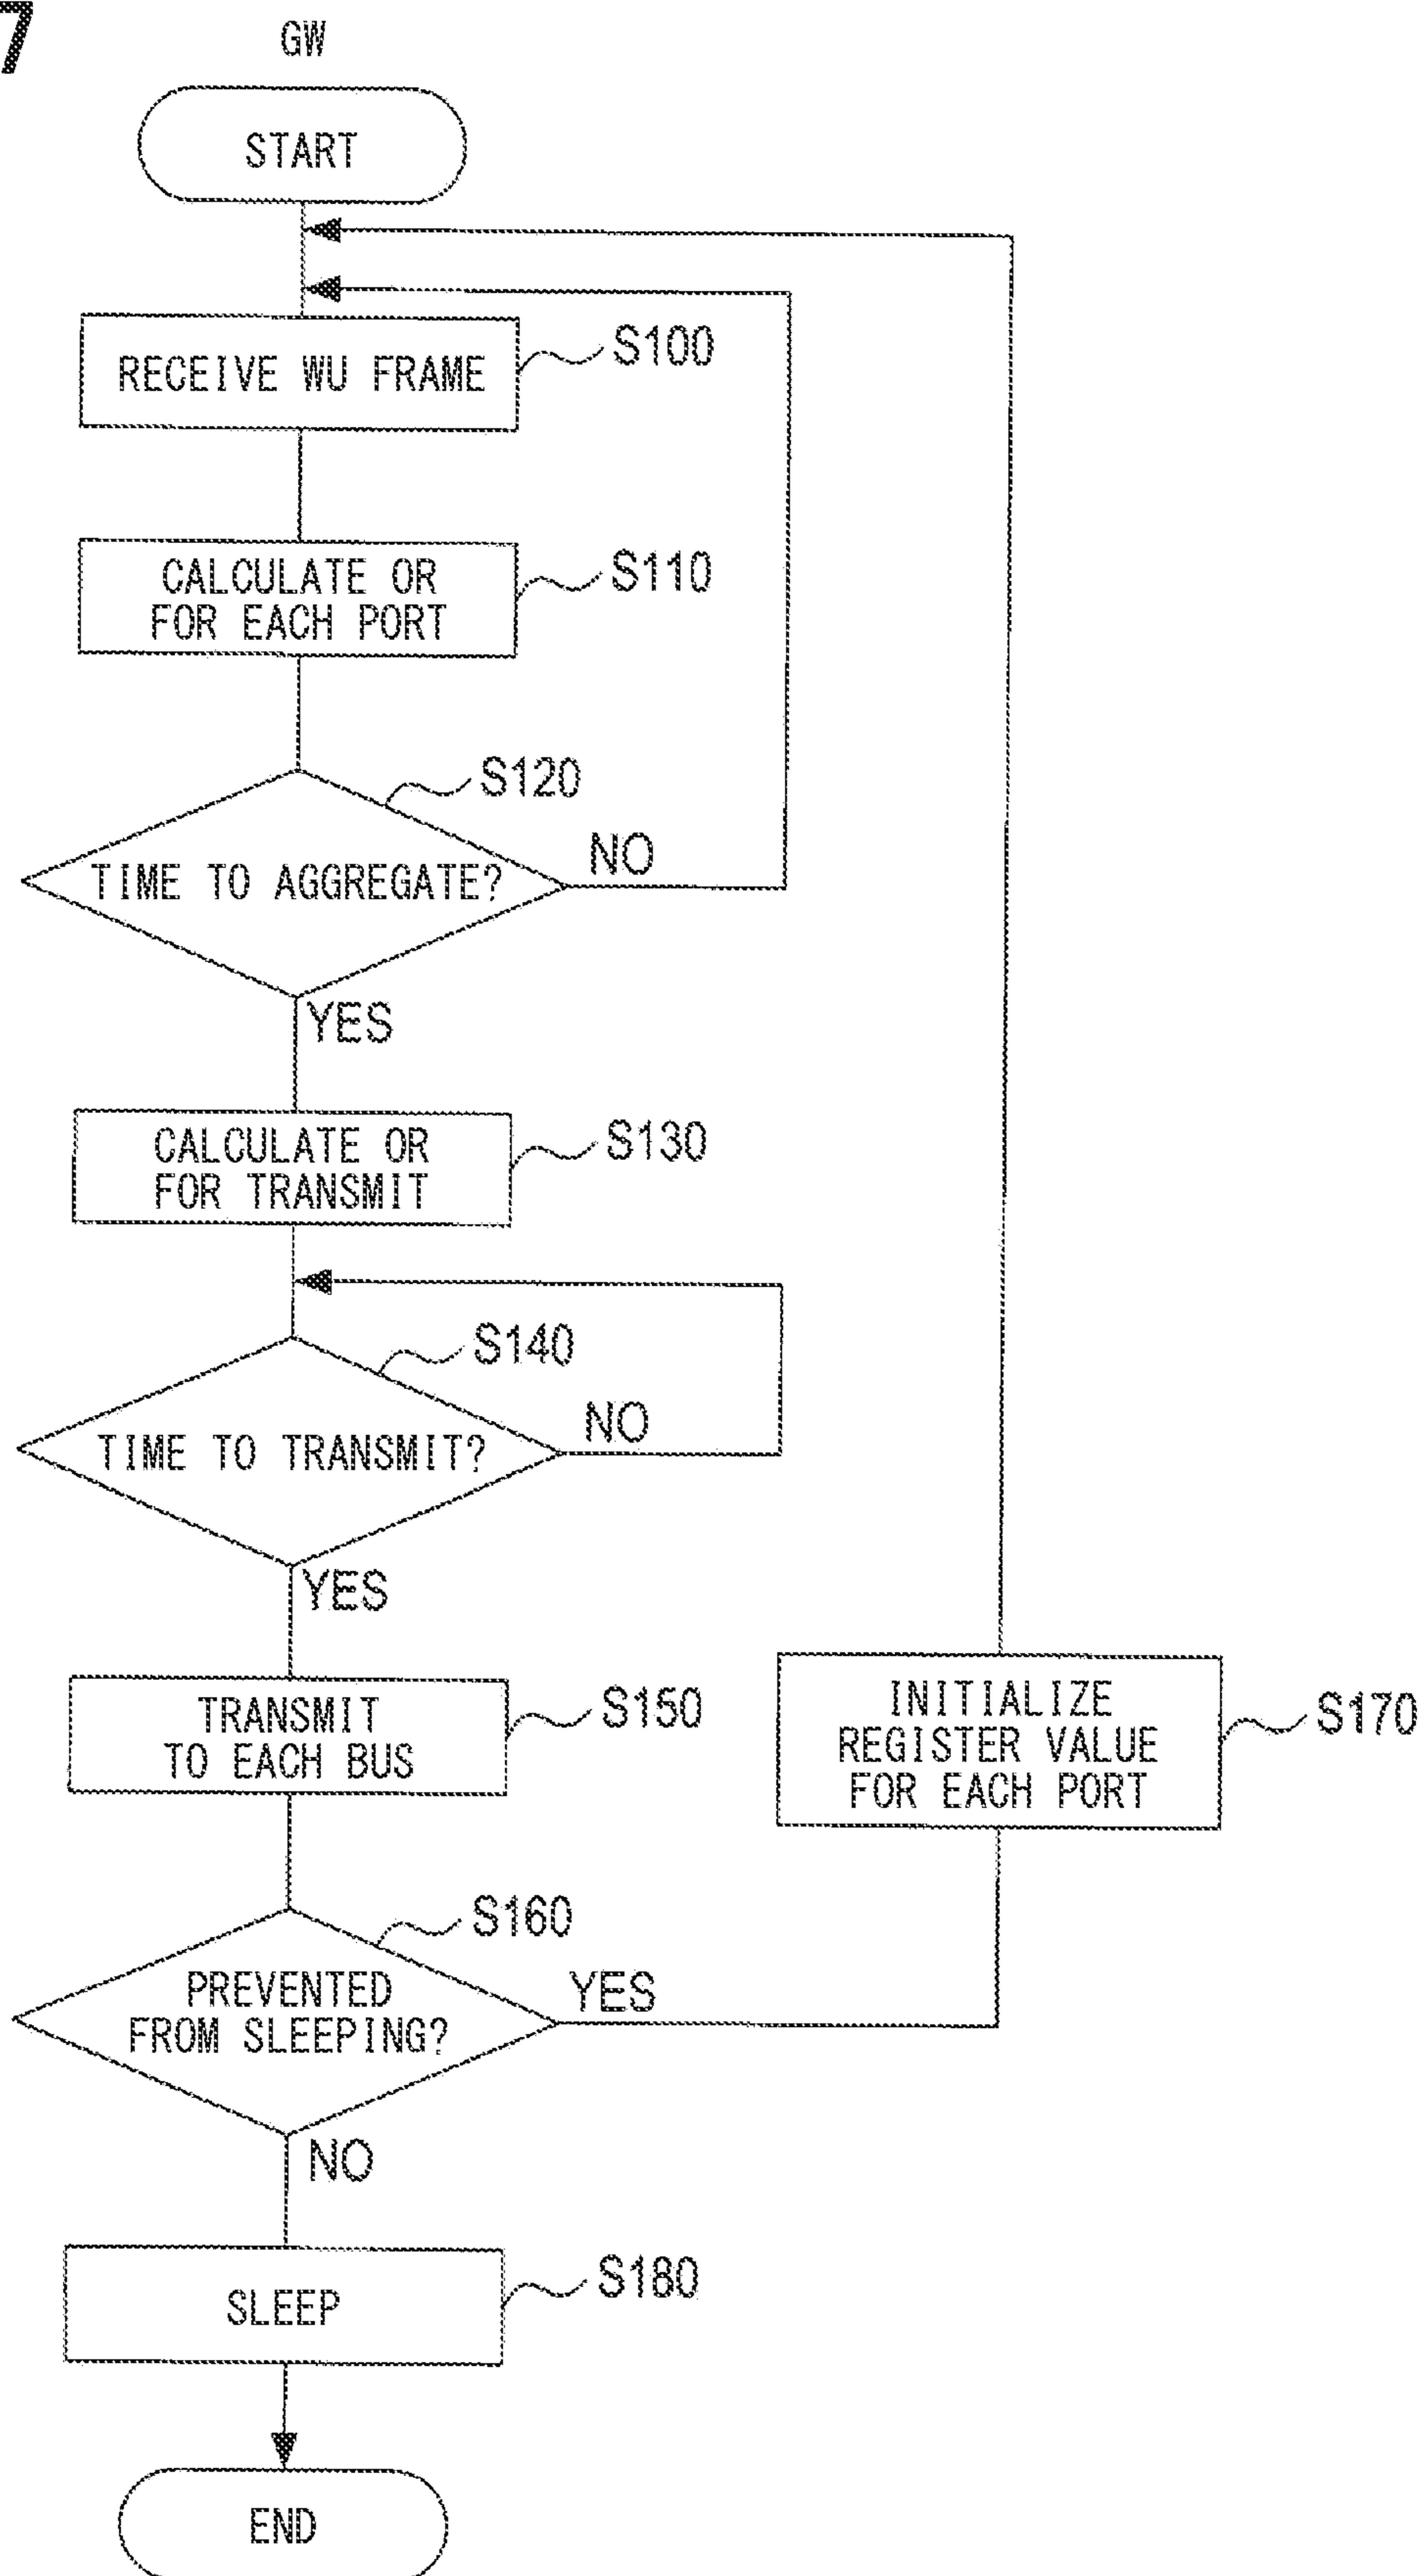 7
GW
START
RECEIVE WU FRAME
S100
CALCULATE OR
FOR EACH PORT
S110
S120
TIME TO AGGREGATE?
NO
YES
CALCULATE OR
FOR TRANSMIT
S130
S140
TIME TO TRANSMIT?
NO
YES
TRANSMIT
TO EACH BUS
S150
INITIALIZE
REGISTER VALUE
FOR EACH PORT
S170
S160
PREVENTED
FROM SLEEPING?
YES
NO
SLEEP
S180
END